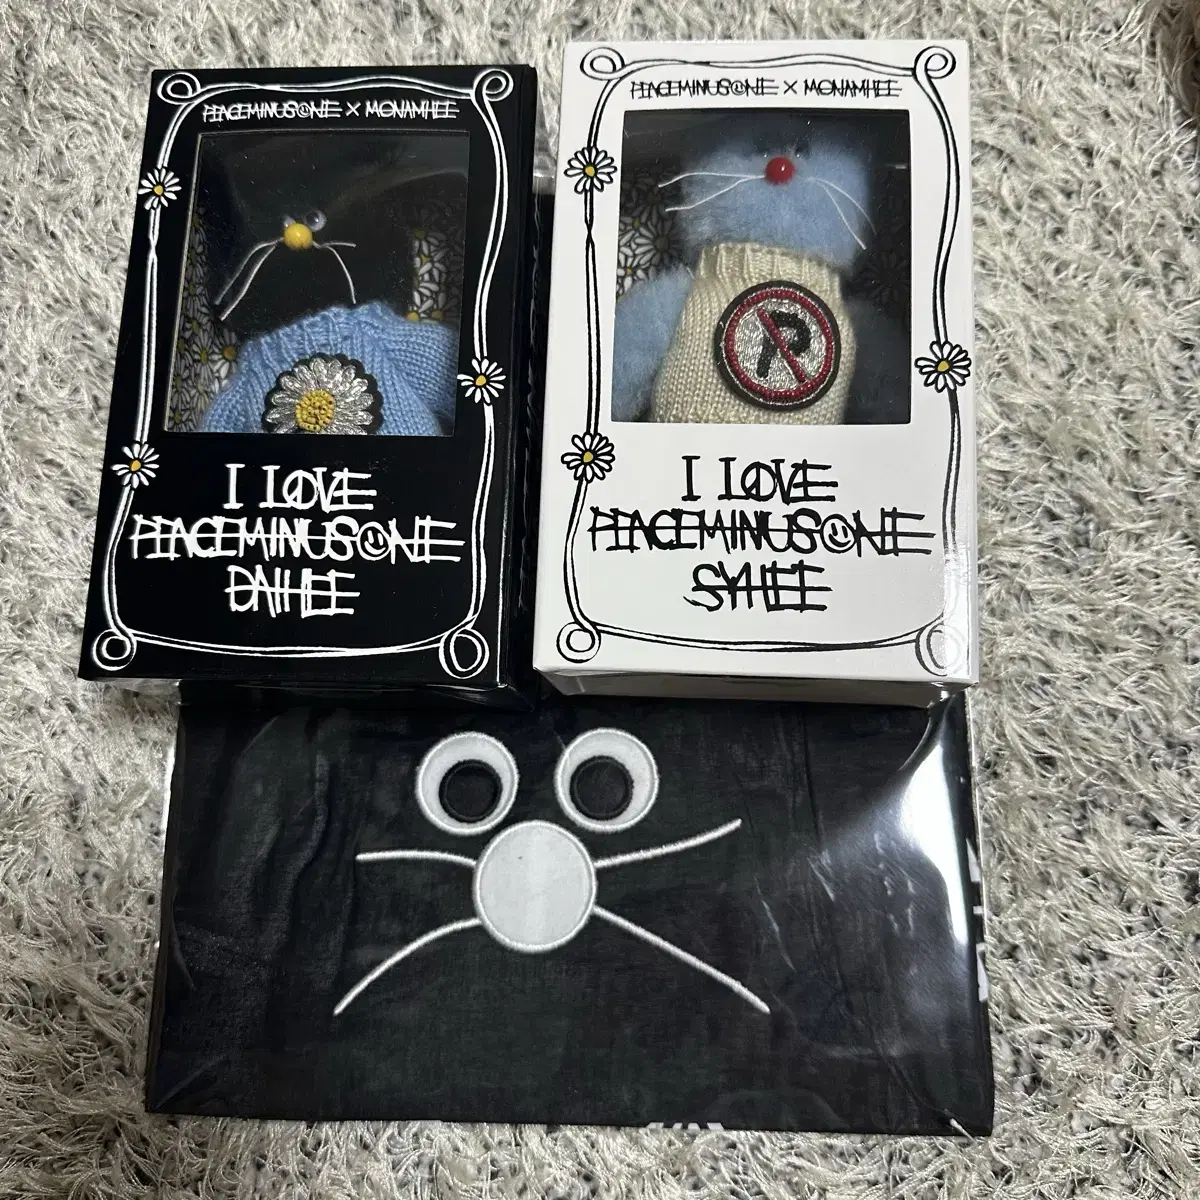 PEACEMINUSONE X MONAMHEE
I LOVE
PEACEMINUSONE
DAIHEE
PEACEMINUSONE X MONAMHEE
P
I LOVE
PEACEMINUSONE
SYHEE